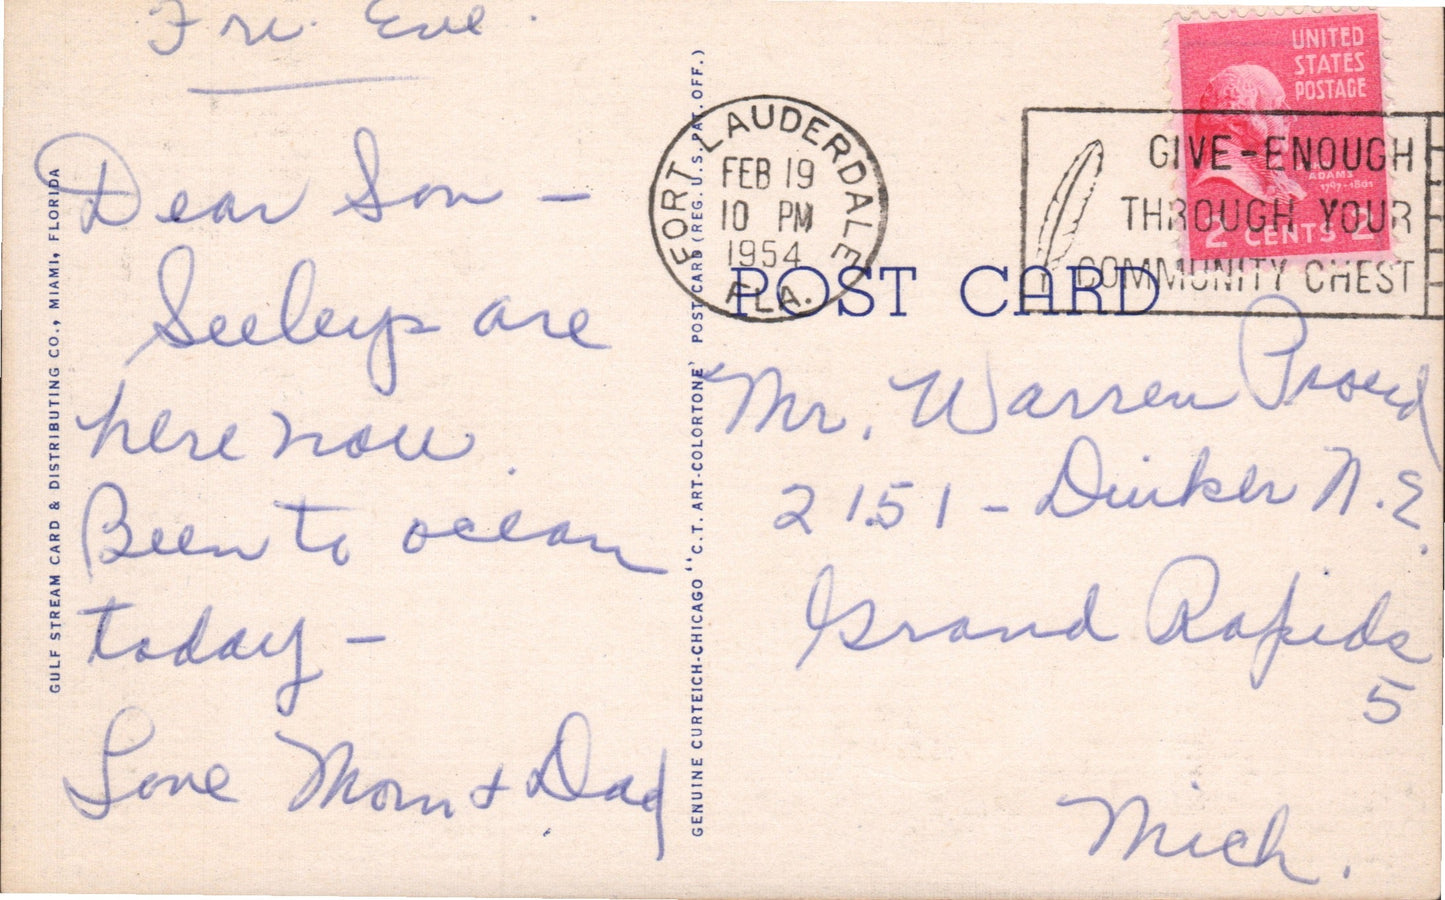 Fri. Eve.
Dear Son -
Seeleys are
here now.
Been to ocean
today -
Love Mom & Dad
GULF STREAM CARD & DISTRIBUTING CO., MIAMI, FLORIDA
GENUINE CURTEICH-CHICAGO "C.T. ART-COLORTONE" POST CARD (REG. U.S. PAT. OFF.)
FORT LAUDERDALE
FEB 19
10 PM
1954
FLA.
UNITED
STATES
POSTAGE
ADAMS
1797-1801
2 CENTS 2
GIVE-ENOUGH
THROUGH YOUR
COMMUNITY CHEST
POST CARD
Mr. Warren Proud
2151 - N.E.
Grand Rapids
5
Mich.